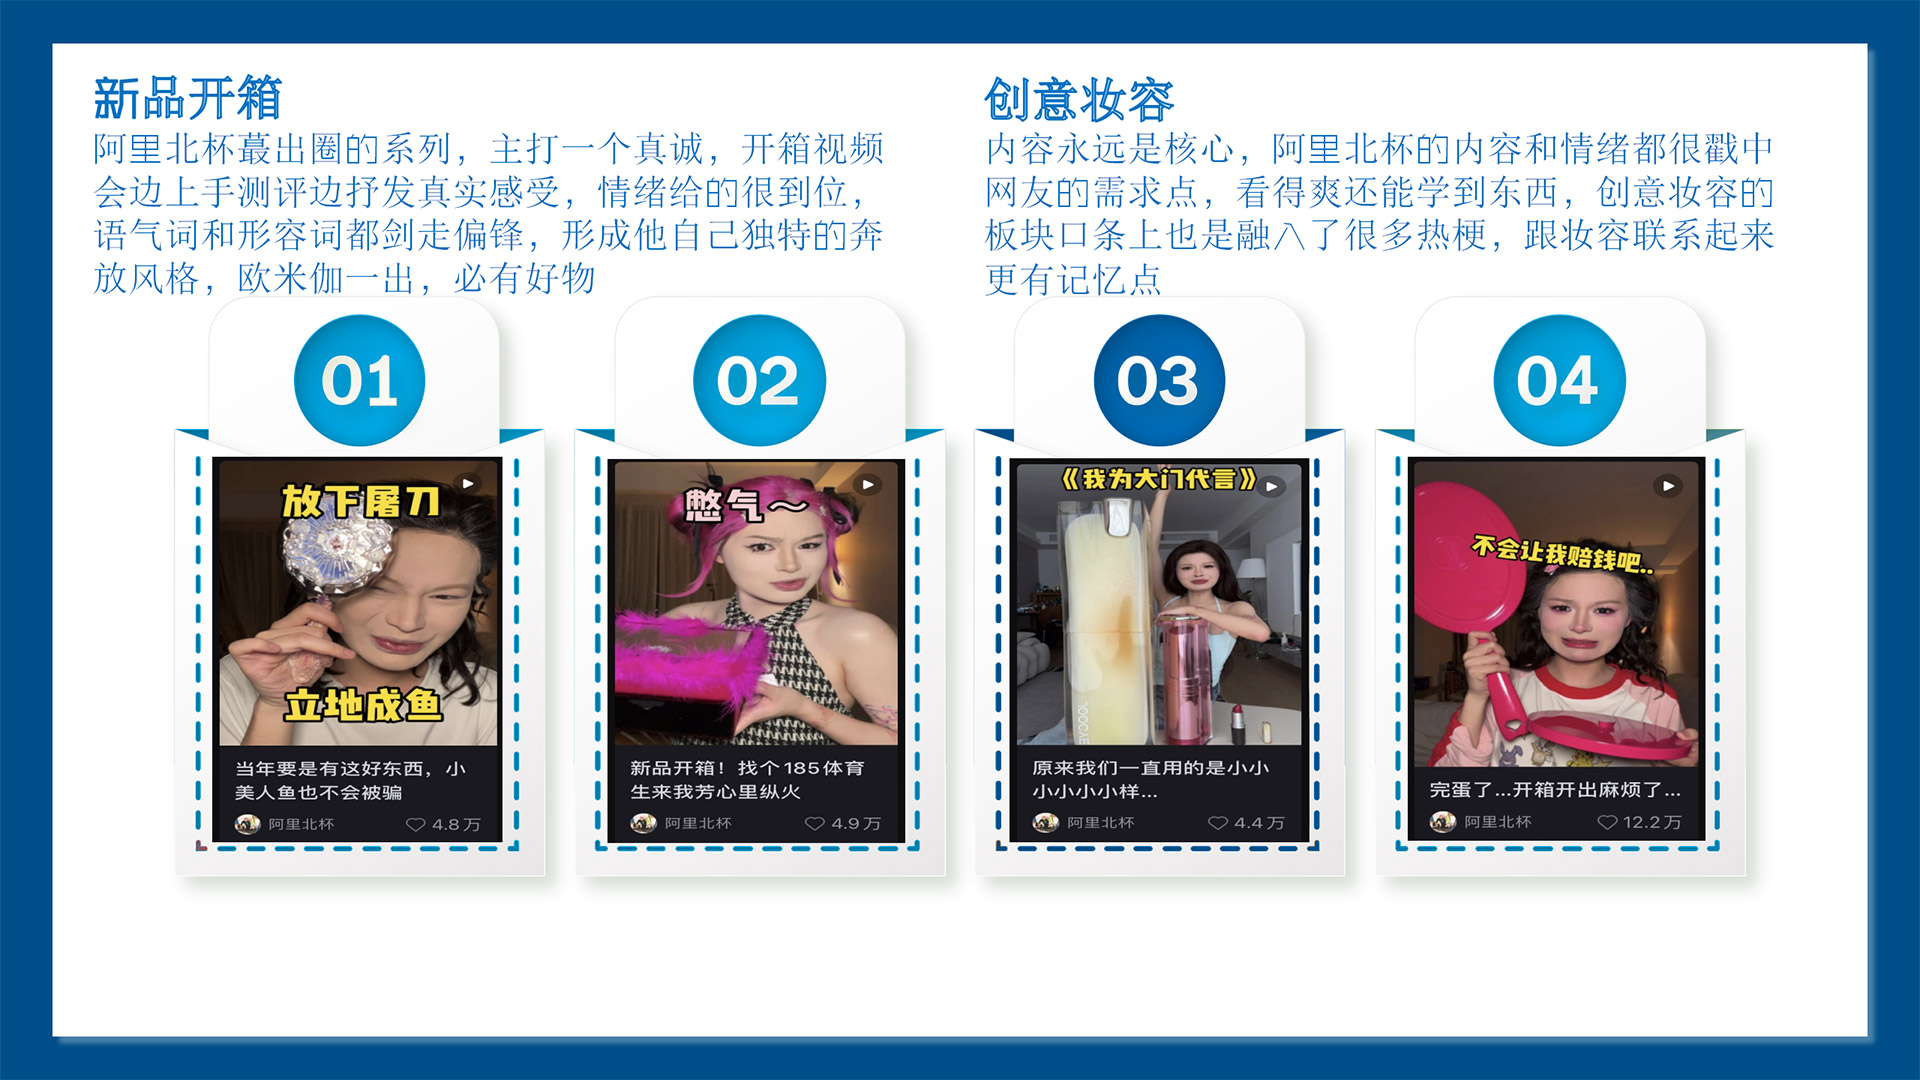 新品开箱
阿里北杯蕞出圈的系列，主打一个真诚，开箱视频
会边上手测评边抒发真实感受，情绪给的很到位，
语气词和形容词都剑走偏锋，形成他自己独特的奔
放风格，欧米伽一出，必有好物
创意妆容
内容永远是核心，阿里北杯的内容和情绪都很戳中
网友的需求点，看得爽还能学到东西，创意妆容的
板块口条上也是融入了很多热梗，跟妆容联系起来
更有记忆点
01
放下屠刀
立地成鱼
当年要是有这好东西，小
美人鱼也不会被骗
阿里北杯
4.8万
02
憋气～
新品开箱！找个185体育
生来我芳心里纵火
阿里北杯
4.9万
03
《我为大门代言》
JOOCYEE
原来我们一直用的是小小
小小小小样...
阿里北杯
4.4万
04
不会让我赔钱吧..
完蛋了...开箱开出麻烦了...
阿里北杯
12.2万